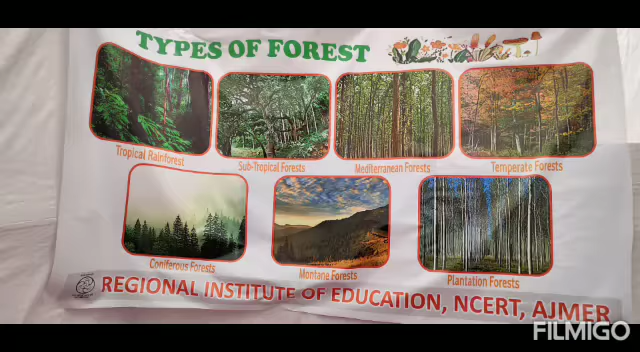 TYPES OF FOREST
Tropical Rainforest
Sub-Tropical Forests
Mediterranean Forests
Temperate Forests
Coniferous Forests
Montane Forests
Plantation Forests
REGIONAL INSTITUTE OF EDUCATION, NCERT, AJMER
FILMIGO